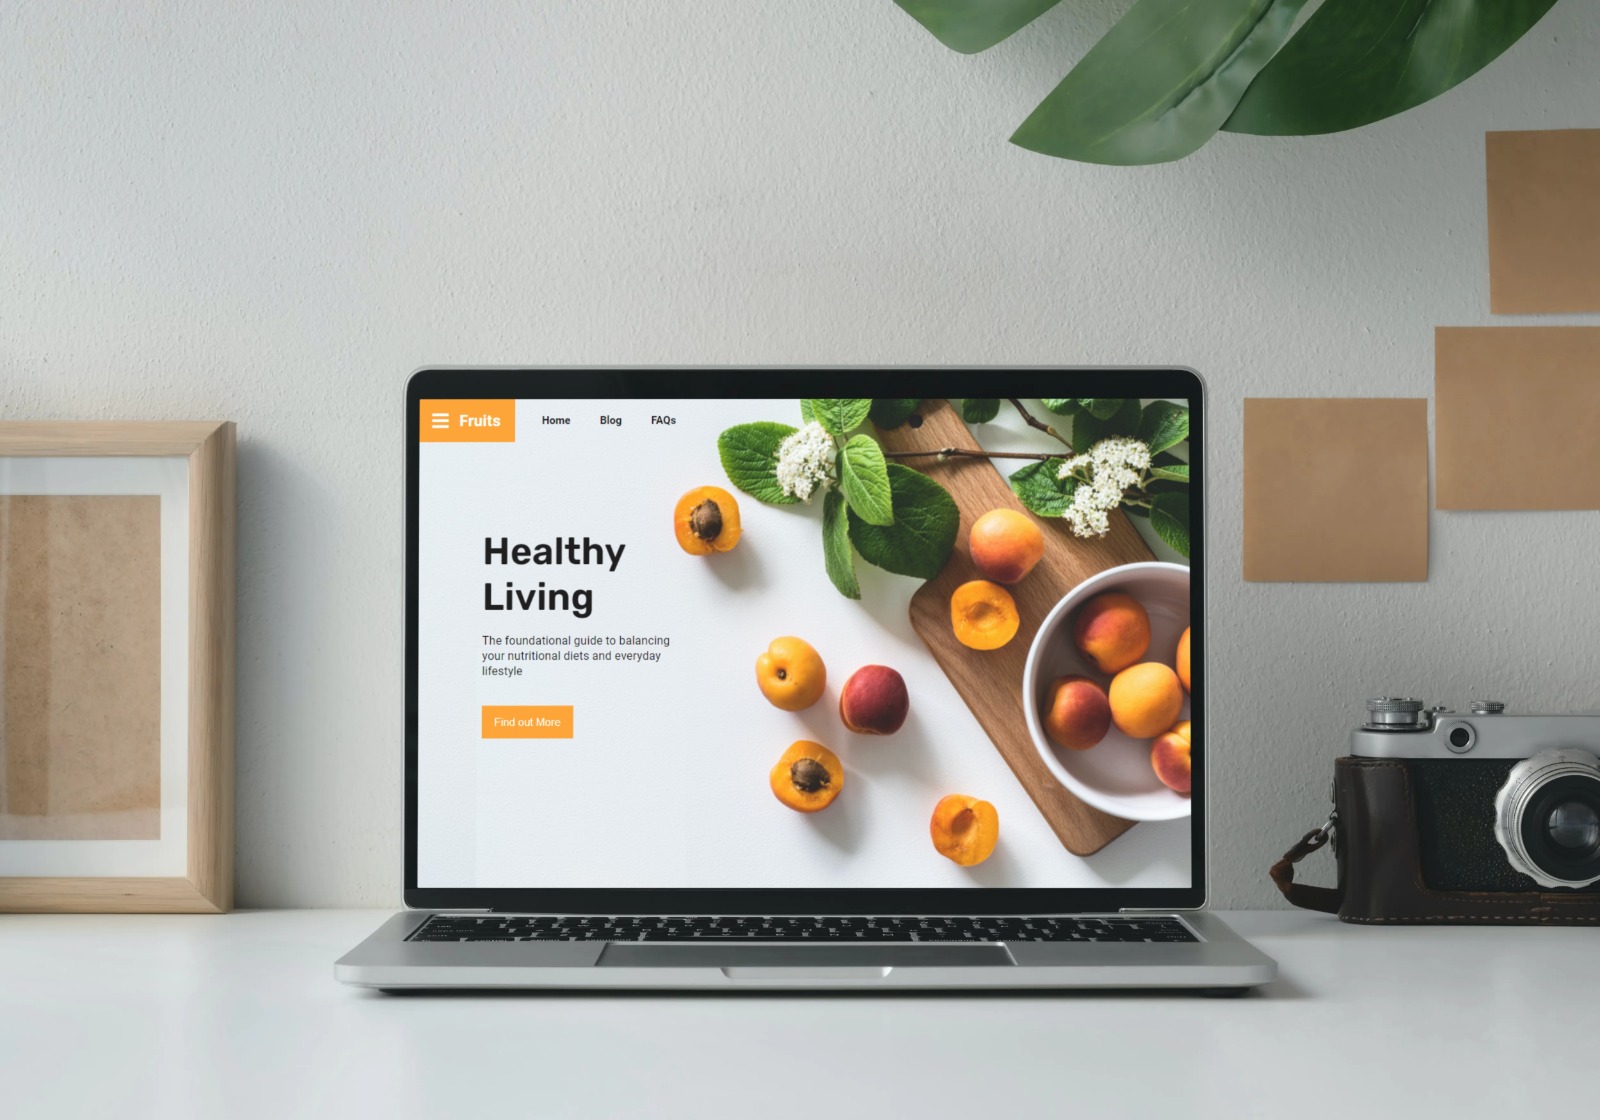 Fruits
Home
Blog
FAQs
Healthy
Living
The foundational guide to balancing
your nutritional diets and everyday
lifestyle
Find out More